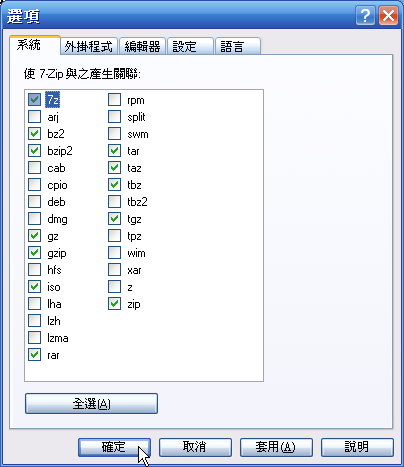 選項
系統 外掛程式 編輯器 設定 語言
使 7-Zip 與之產生關聯:
7z
arj
bz2
bzip2
cab
cpio
deb
dmg
gz
gzip
hfs
iso
lha
lzh
lzma
rar
rpm
split
swm
tar
taz
tbz
tbz2
tgz
tpz
wim
xar
z
zip
全選(A)
確定 取消 套用(A) 說明